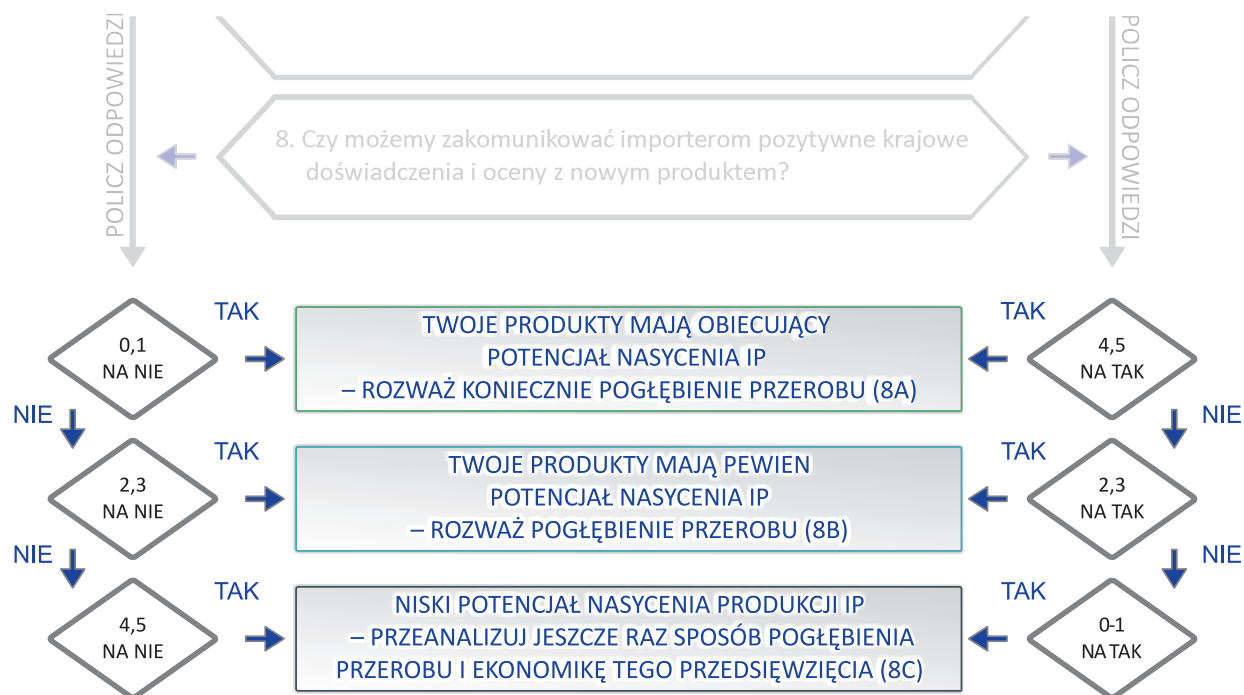 POLICZ ODPOWIEDZI
POLICZ ODPOWIEDZI
8. Czy możemy zakomunikować importerom pozytywne krajowe
doświadczenia i oceny z nowym produktem?
0,1
NA NIE
TAK
TWOJE PRODUKTY MAJĄ OBIECUJĄCY
POTENCJAŁ NASYCENIA IP
– ROZWAŻ KONIECZNIE POGŁĘBIENIE PRZEROBU (8A)
TAK
4,5
NA TAK
NIE
NIE
2,3
NA NIE
TAK
TWOJE PRODUKTY MAJĄ PEWIEN
POTENCJAŁ NASYCENIA IP
– ROZWAŻ POGŁĘBIENIE PRZEROBU (8B)
TAK
2,3
NA TAK
NIE
NIE
4,5
NA NIE
TAK
NISKI POTENCJAŁ NASYCENIA PRODUKCJI IP
– PRZEANALIZUJ JESZCZE RAZ SPOSÓB POGŁĘBIENIA
PRZEROBU I EKONOMIKĘ TEGO PRZEDSIĘWZIĘCIA (8C)
TAK
0-1
NA TAK